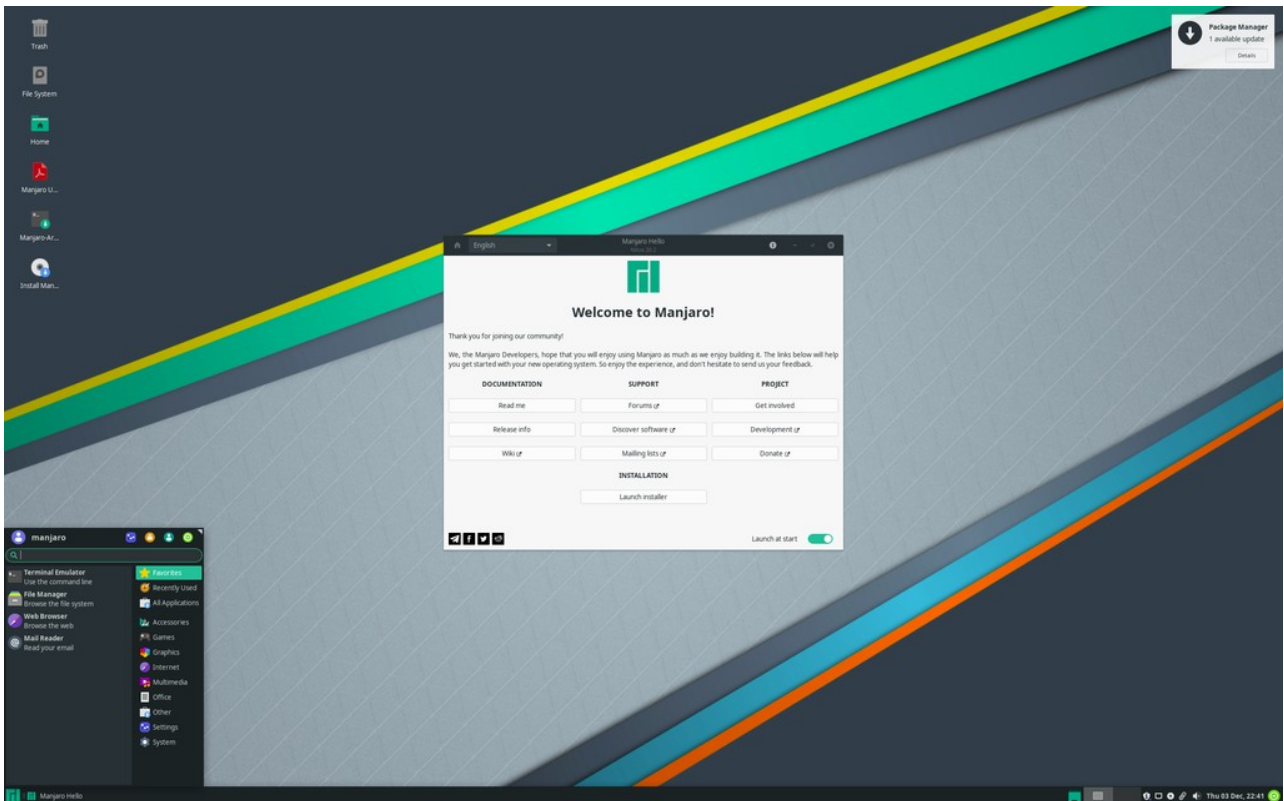 Trash
File System
Home
Manjaro U...
Manjaro-Ar...
Install Man...
Package Manager
1 available update
Details
English
Manjaro Hello
Welcome to Manjaro!
Thank you for joining our community!
We, the Manjaro Developers, hope that you will enjoy using Manjaro as much as we enjoy building it. The links below will help
you get started with your new operating system. So enjoy the experience, and don't hesitate to send us your feedback.
DOCUMENTATION SUPPORT PROJECT
Read me Forums Get involved
Release info Discover software Development
Wiki Mailing lists Donate
INSTALLATION
Launch installer
Launch at start
manjaro
Terminal Emulator
Use the command line
File Manager
Browse the file system
Web Browser
Browse the web
Mail Reader
Read your email
Favorites
Recently Used
All Applications
Accessories
Games
Graphics
Internet
Multimedia
Office
Other
Settings
System
Manjaro Hello
Thu 03 Dec, 22:41